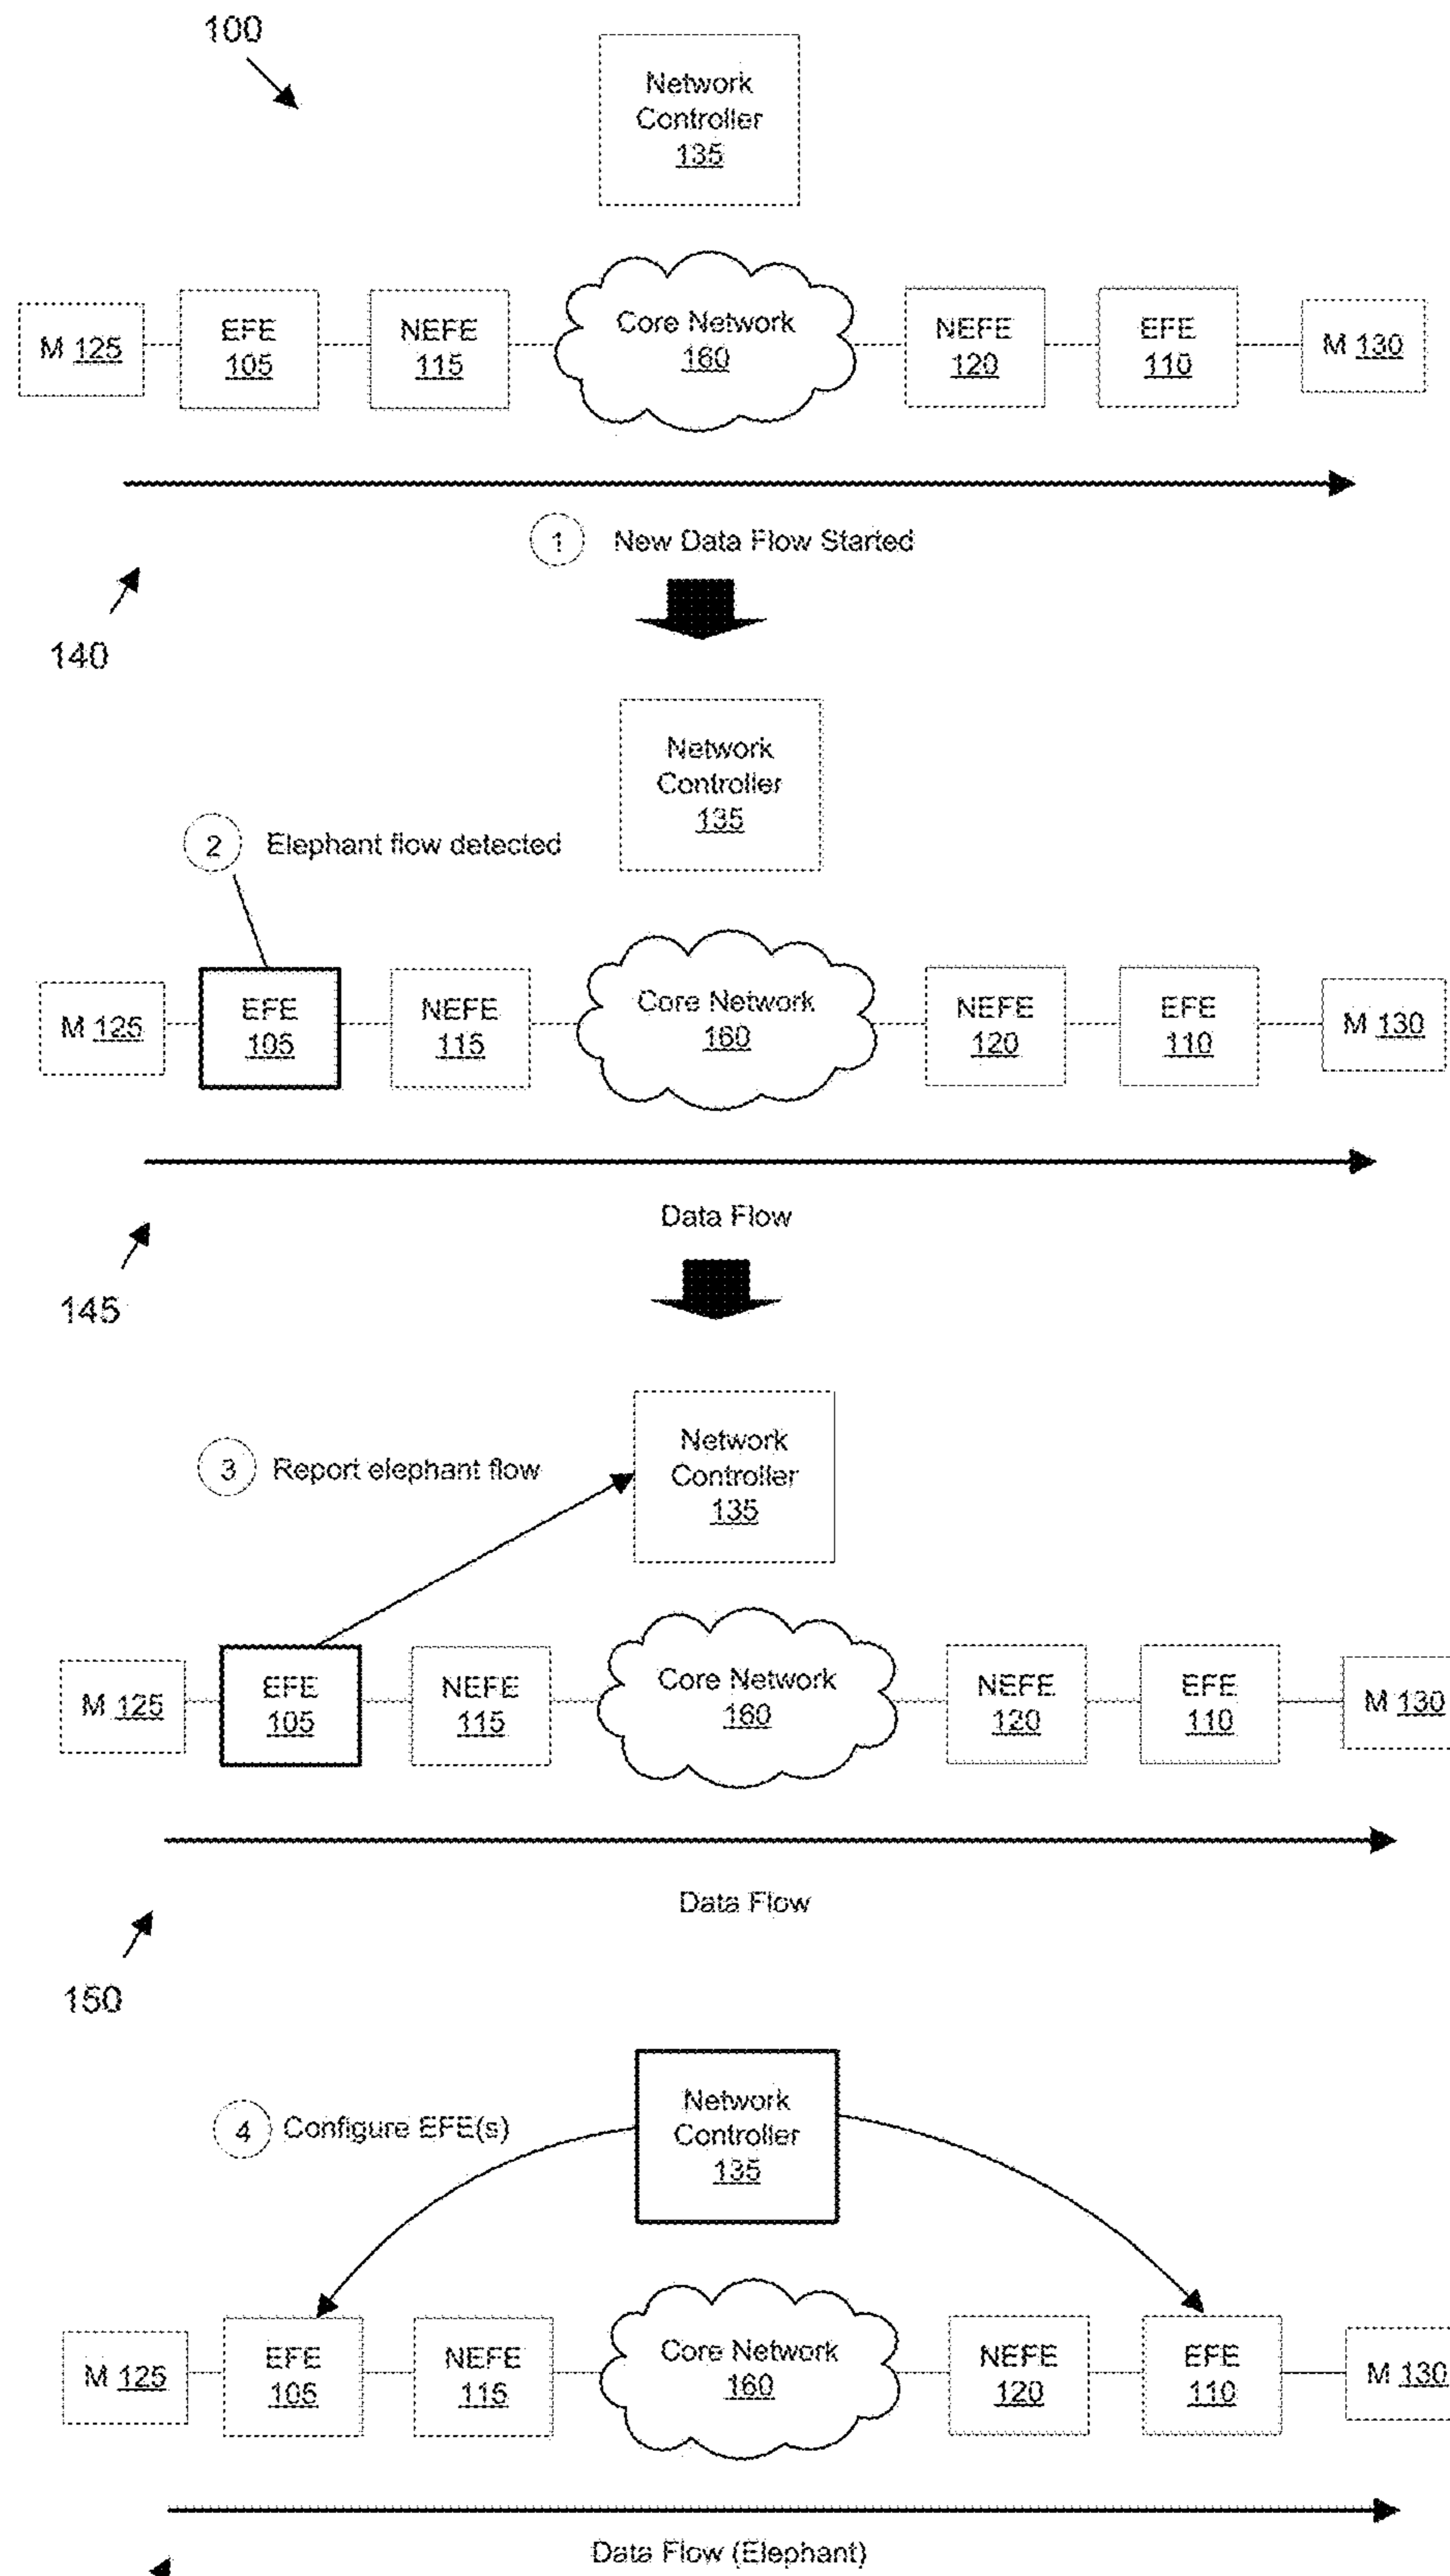 100
Network
Controller
135
M 125
EFE
105
NEFE
115
Core Network
160
NEFE
120
EFE
110
M 130
1 New Data Flow Started
140
Network
Controller
135
2 Elephant flow detected
M 125
EFE
105
NEFE
115
Core Network
160
NEFE
120
EFE
110
M 130
Data Flow
145
Network
Controller
135
3 Report elephant flow
M 125
EFE
105
NEFE
115
Core Network
160
NEFE
120
EFE
110
M 130
Data Flow
150
Network
Controller
135
4 Configure EFE(s)
M 125
EFE
105
NEFE
115
Core Network
160
NEFE
120
EFE
110
M 130
Data Flow (Elephant)